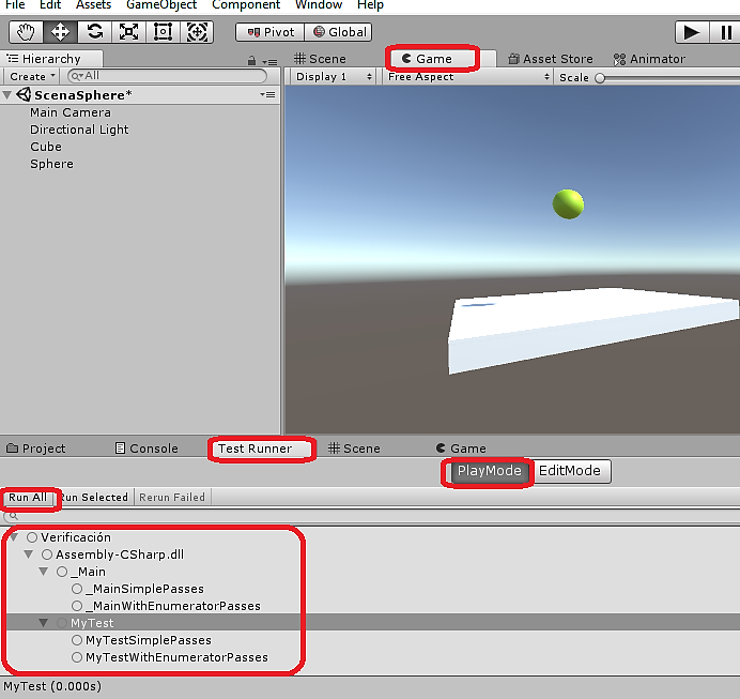 File Edit Assets GameObject Component Window Help
Pivot Global
Hierarchy
Scene Game Asset Store Animator
Create All
Display 1 Free Aspect Scale
ScenaSphere*
Main Camera
Directional Light
Cube
Sphere
Project Console Test Runner Scene Game
PlayMode EditMode
Run All Run Selected Rerun Failed
Verificación
Assembly-CSharp.dll
_Main
_MainSimplePasses
_MainWithEnumeratorPasses
MyTest
MyTestSimplePasses
MyTestWithEnumeratorPasses
MyTest (0.000s)